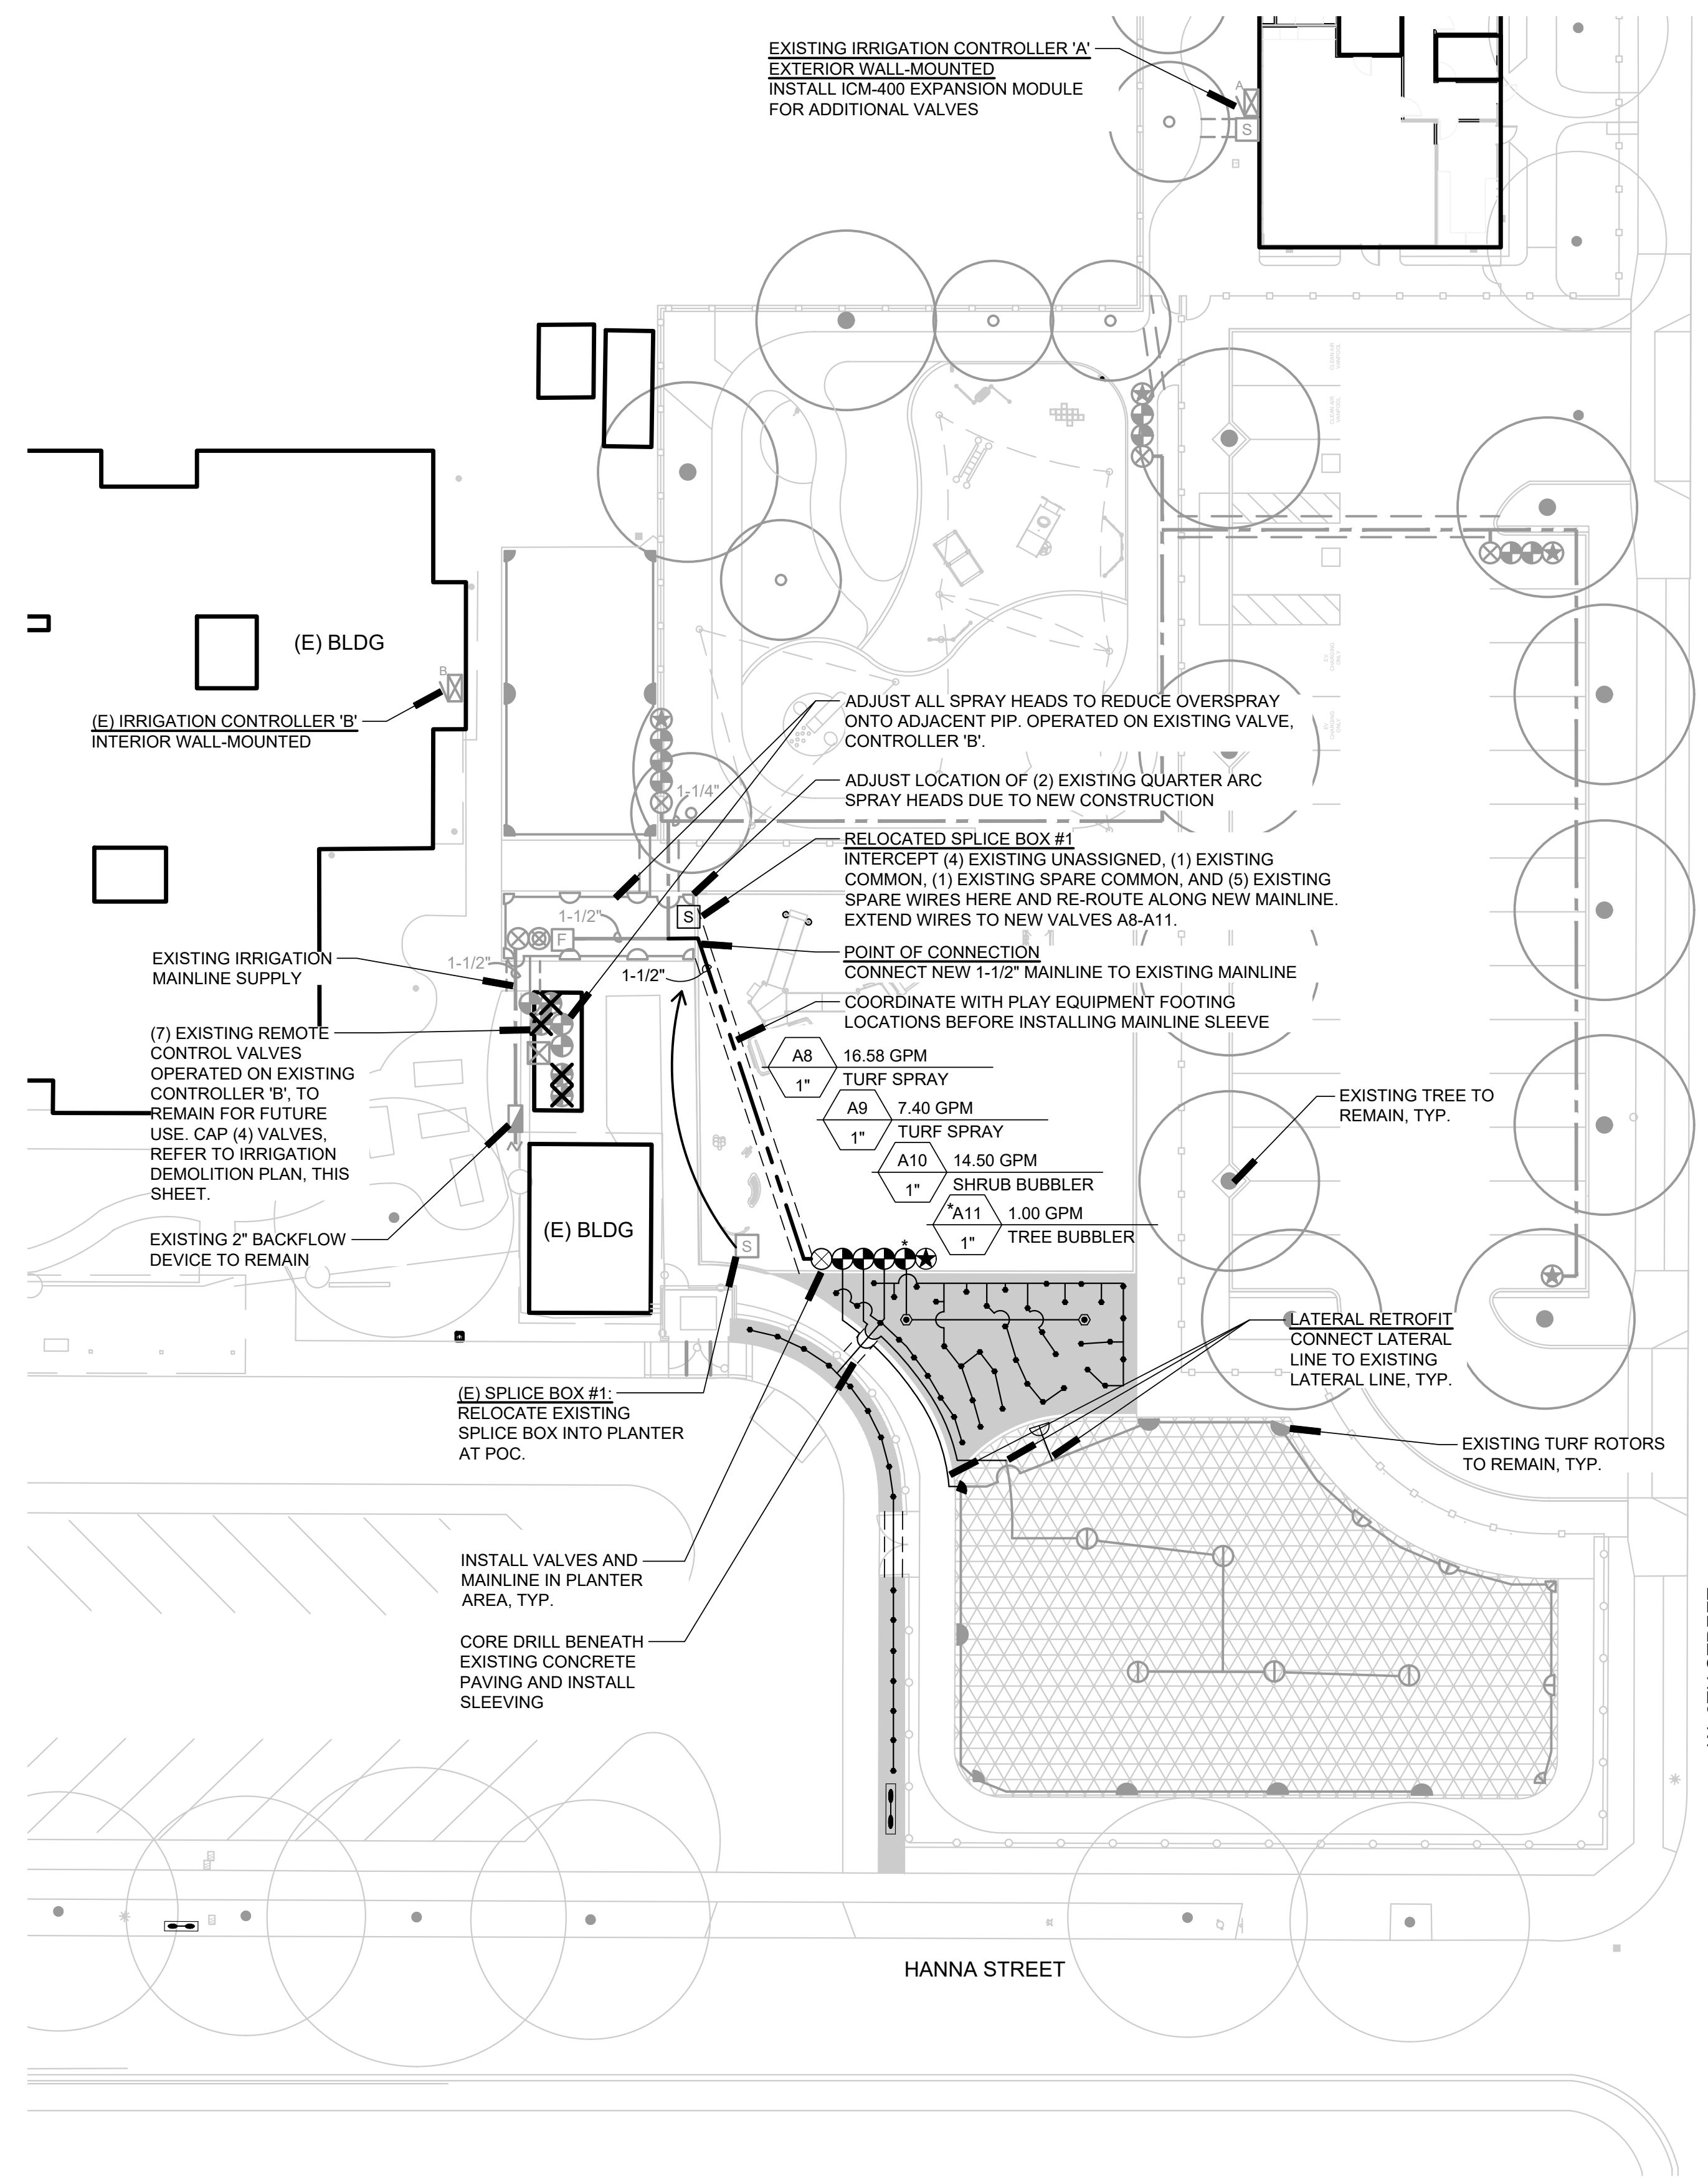 EXISTING IRRIGATION CONTROLLER 'A'
EXTERIOR WALL-MOUNTED
INSTALL ICM-400 EXPANSION MODULE
FOR ADDITIONAL VALVES
A
S
CLEAN AIR
VANPOOL
CLEAN AIR
VANPOOL
(E) BLDG
B
(E) IRRIGATION CONTROLLER 'B'
INTERIOR WALL-MOUNTED
EV
CHARGING
ONLY
ADJUST ALL SPRAY HEADS TO REDUCE OVERSPRAY
ONTO ADJACENT PIP. OPERATED ON EXISTING VALVE,
CONTROLLER 'B'.
1-1/4"
ADJUST LOCATION OF (2) EXISTING QUARTER ARC
SPRAY HEADS DUE TO NEW CONSTRUCTION
RELOCATED SPLICE BOX #1
INTERCEPT (4) EXISTING UNASSIGNED, (1) EXISTING
COMMON, (1) EXISTING SPARE COMMON, AND (5) EXISTING
SPARE WIRES HERE AND RE-ROUTE ALONG NEW MAINLINE.
EXTEND WIRES TO NEW VALVES A8-A11.
S
1-1/2"
F
1-1/2"
1-1/2"
POINT OF CONNECTION
CONNECT NEW 1-1/2" MAINLINE TO EXISTING MAINLINE
COORDINATE WITH PLAY EQUIPMENT FOOTING
LOCATIONS BEFORE INSTALLING MAINLINE SLEEVE
EXISTING IRRIGATION
MAINLINE SUPPLY
(7) EXISTING REMOTE
CONTROL VALVES
OPERATED ON EXISTING
CONTROLLER 'B', TO
REMAIN FOR FUTURE
USE. CAP (4) VALVES,
REFER TO IRRIGATION
DEMOLITION PLAN, THIS
SHEET.
EXISTING 2" BACKFLOW
DEVICE TO REMAIN
A8 16.58 GPM
1" TURF SPRAY
A9 7.40 GPM
1" TURF SPRAY
A10 14.50 GPM
1" SHRUB BUBBLER
*A11 1.00 GPM
1" TREE BUBBLER
EXISTING TREE TO
REMAIN, TYP.
(E) BLDG
S
*
(E) SPLICE BOX #1:
RELOCATE EXISTING
SPLICE BOX INTO PLANTER
AT POC.
LATERAL RETROFIT
CONNECT LATERAL
LINE TO EXISTING
LATERAL LINE, TYP.
EXISTING TURF ROTORS
TO REMAIN, TYP.
INSTALL VALVES AND
MAINLINE IN PLANTER
AREA, TYP.
CORE DRILL BENEATH
EXISTING CONCRETE
PAVING AND INSTALL
SLEEVING
HANNA STREET